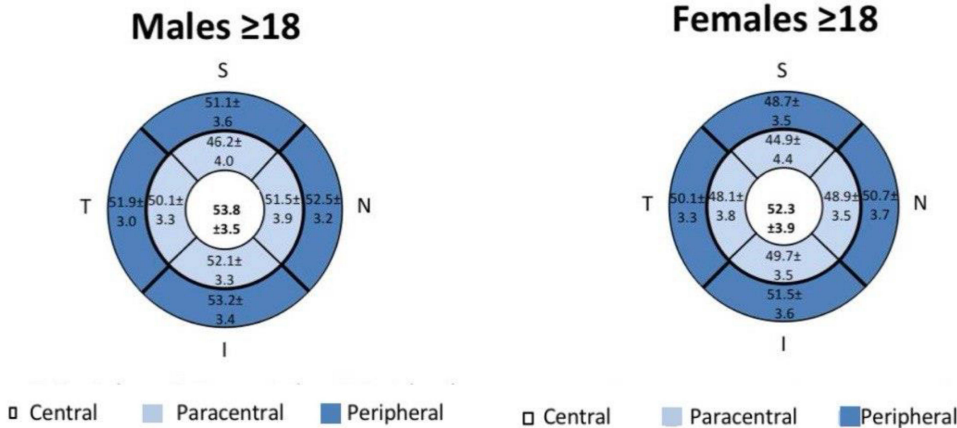 Males ≥18
S
51.1±
3.6
46.2±
4.0
T
51.9±
3.0
50.1±
3.3
53.8
±3.5
51.5±
3.9
52.5±
3.2
N
52.1±
3.3
53.2±
3.4
I
Central
Paracentral
Peripheral
Females ≥18
S
48.7±
3.5
44.9±
4.4
T
50.1±
3.3
48.1±
3.8
52.3
±3.9
48.9±
3.5
50.7±
3.7
N
49.7±
3.5
51.5±
3.6
I
Central
Paracentral
Peripheral